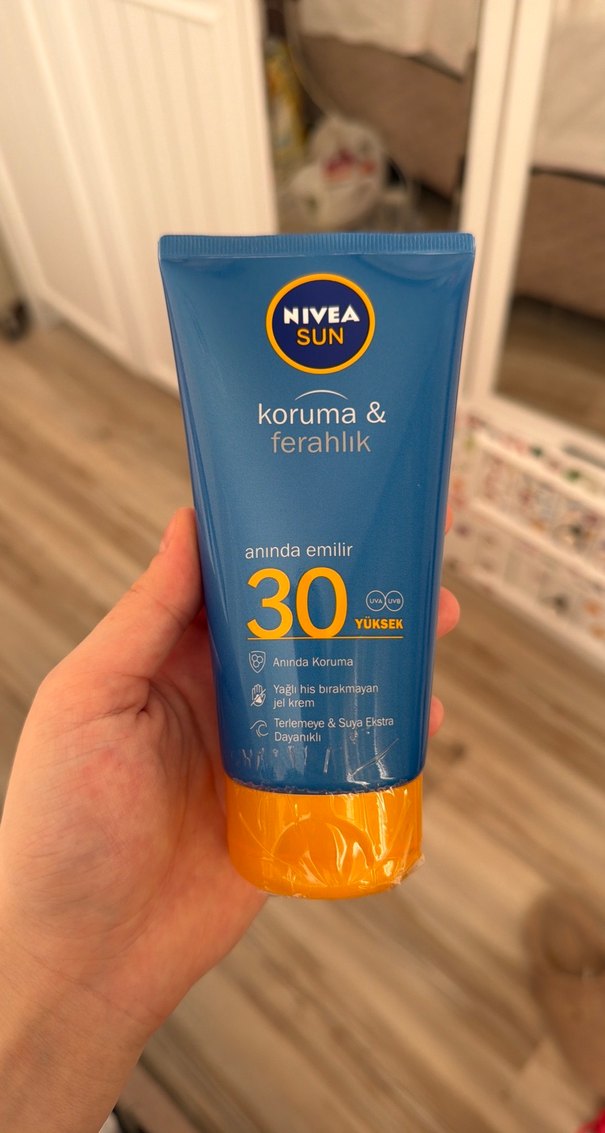 NIVEA
SUN
koruma &
ferahlık
anında emilir
30
UVA UVB
YÜKSEK
Anında Koruma
Yağlı his bırakmayan
jel krem
Terlemeye & Suya Ekstra
Dayanıklı